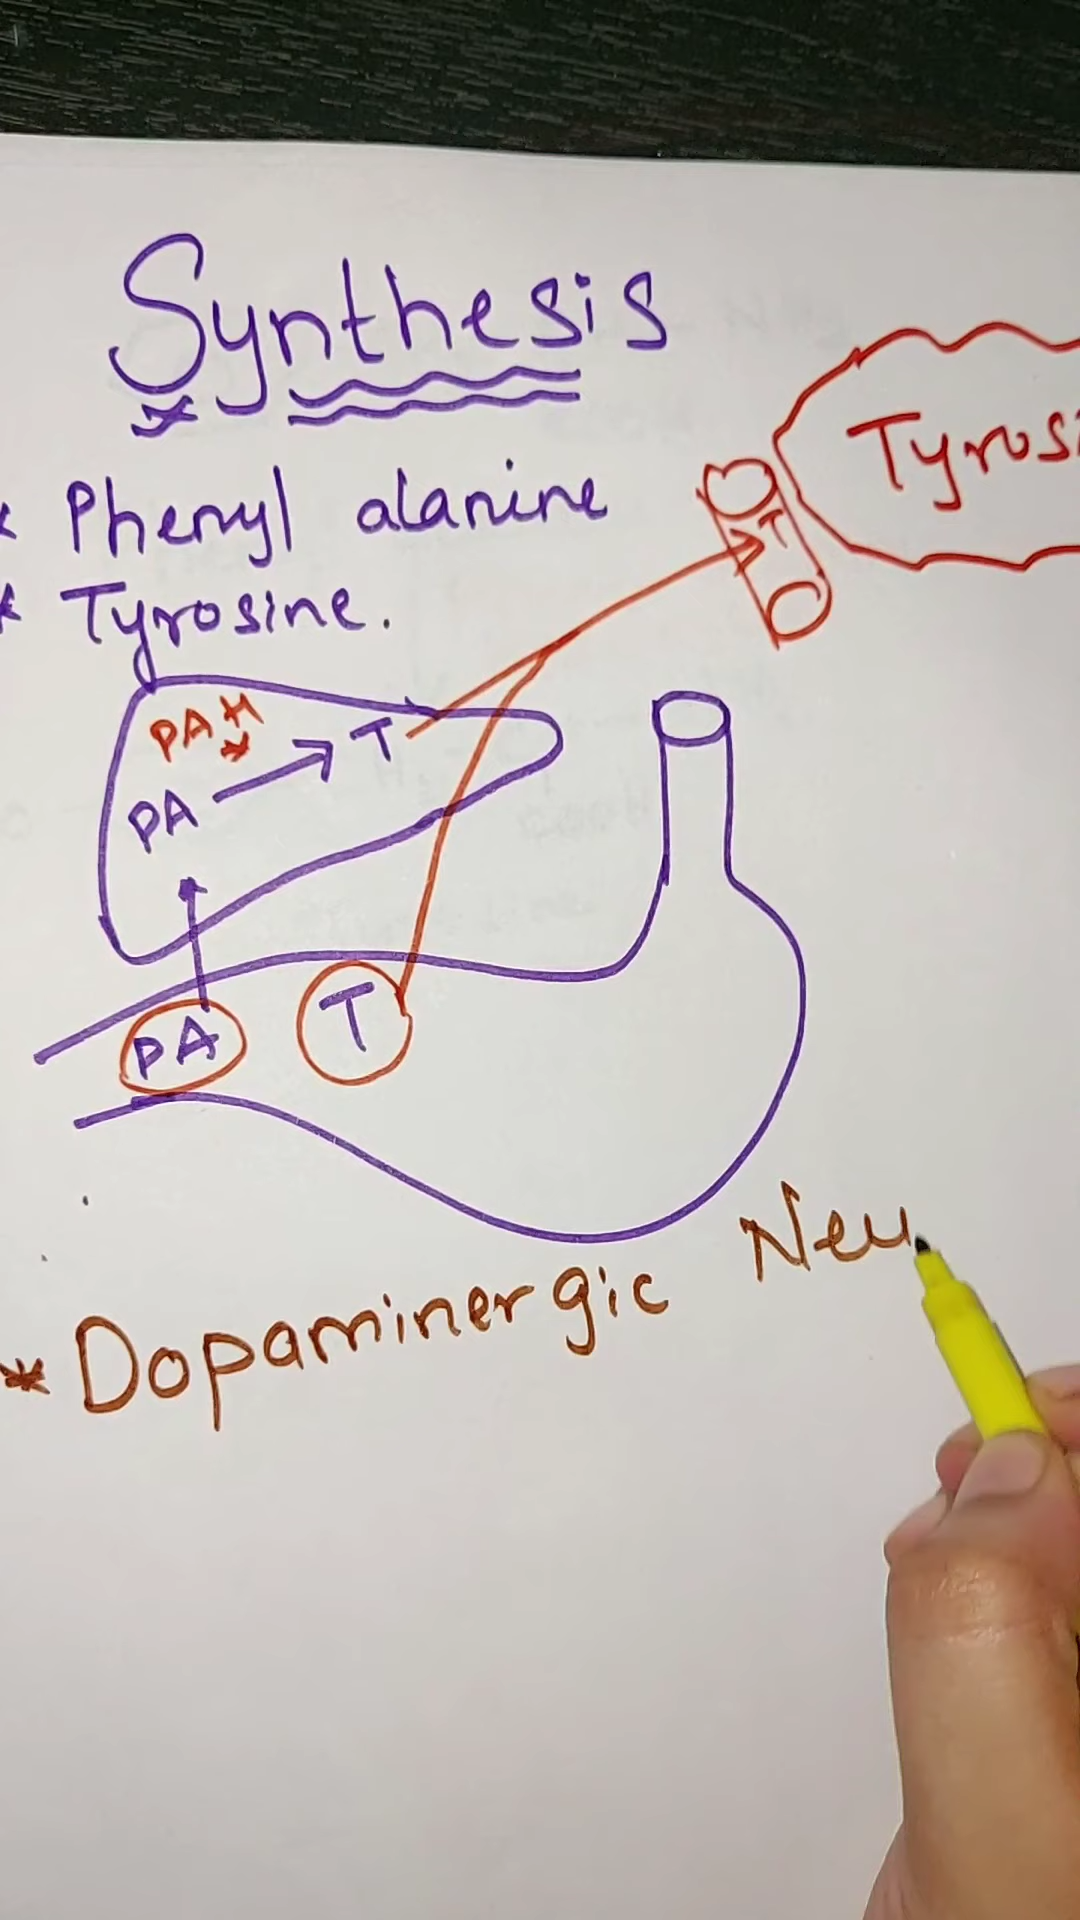 Synthesis
* Phenyl alanine
* Tyrosine.
Tyrosi
T
PAH
PA → T
PA T
* Dopaminergic Neu